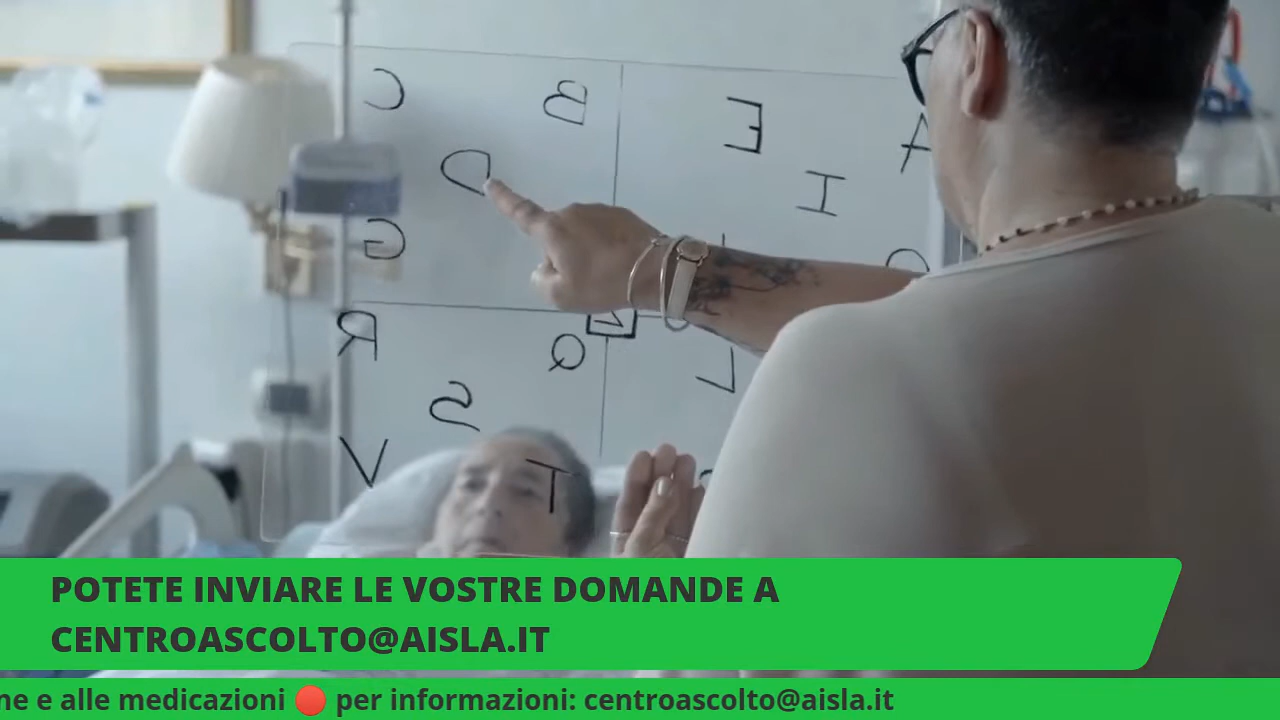 C B E A
D H
G
R Q L
S
V T
POTETE INVIARE LE VOSTRE DOMANDE A
CENTROASCOLTO@AISLA.IT
ne e alle medicazioni 🔴 per informazioni: centroascolto@aisla.it